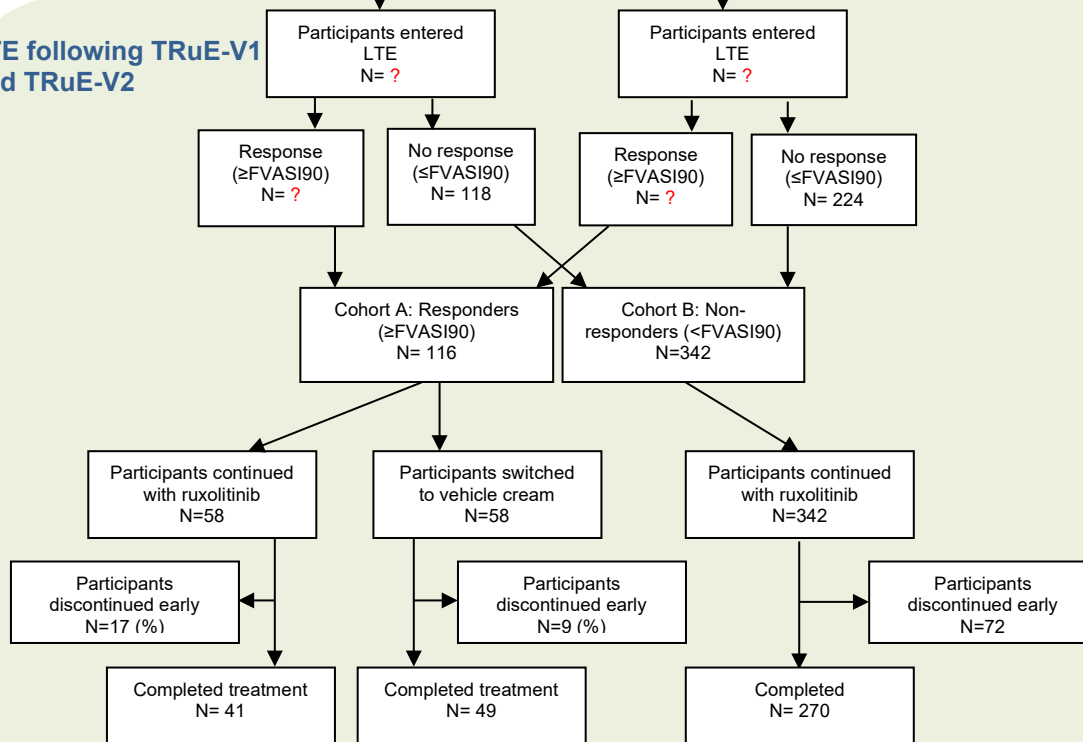 E following TRuE-V1
d TRuE-V2
Participants entered
LTE
N= ?
Participants entered
LTE
N= ?
Response
(≥FVASI90)
N= ?
No response
(≤FVASI90)
N= 118
Response
(≥FVASI90)
N= ?
No response
(≤FVASI90)
N= 224
Cohort A: Responders
(≥FVASI90)
N= 116
Cohort B: Non-
responders (<FVASI90)
N=342
Participants continued
with ruxolitinib
N=58
Participants switched
to vehicle cream
N=58
Participants continued
with ruxolitinib
N=342
Participants
discontinued early
N=17 (%)
Participants
discontinued early
N=9 (%)
Participants
discontinued early
N=72
Completed treatment
N= 41
Completed treatment
N= 49
Completed
N= 270